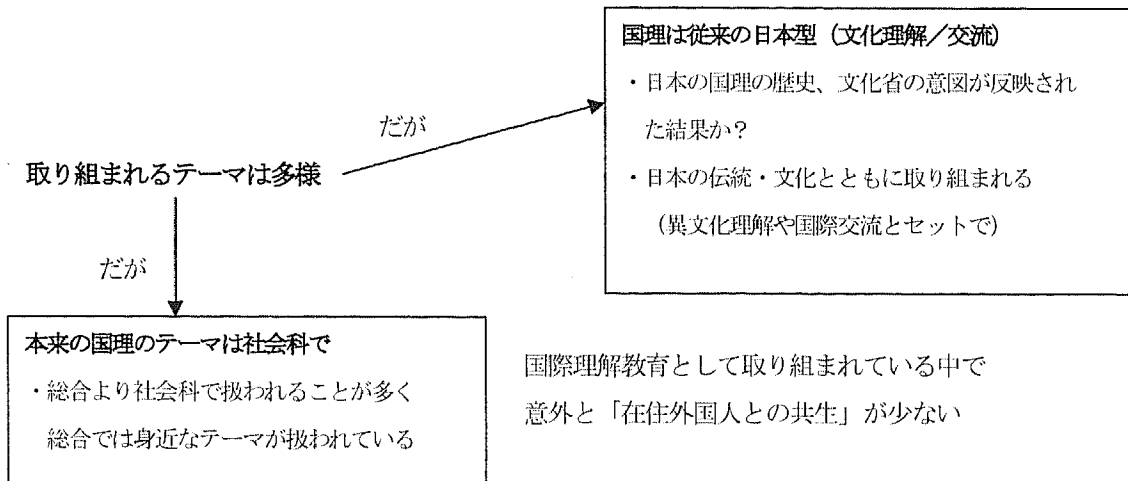 国理は従来の日本型（文化理解／交流）
・日本の国理の歴史、文化省の意図が反映され
た結果か？
・日本の伝統・文化とともに取り組まれる
（異文化理解や国際交流とセットで）
だが
取り組まれるテーマは多様
だが
本来の国理のテーマは社会科で
・総合より社会科で扱われることが多く
総合では身近なテーマが扱われている
国際理解教育として取り組まれている中で
意外と「在住外国人との共生」が少ない